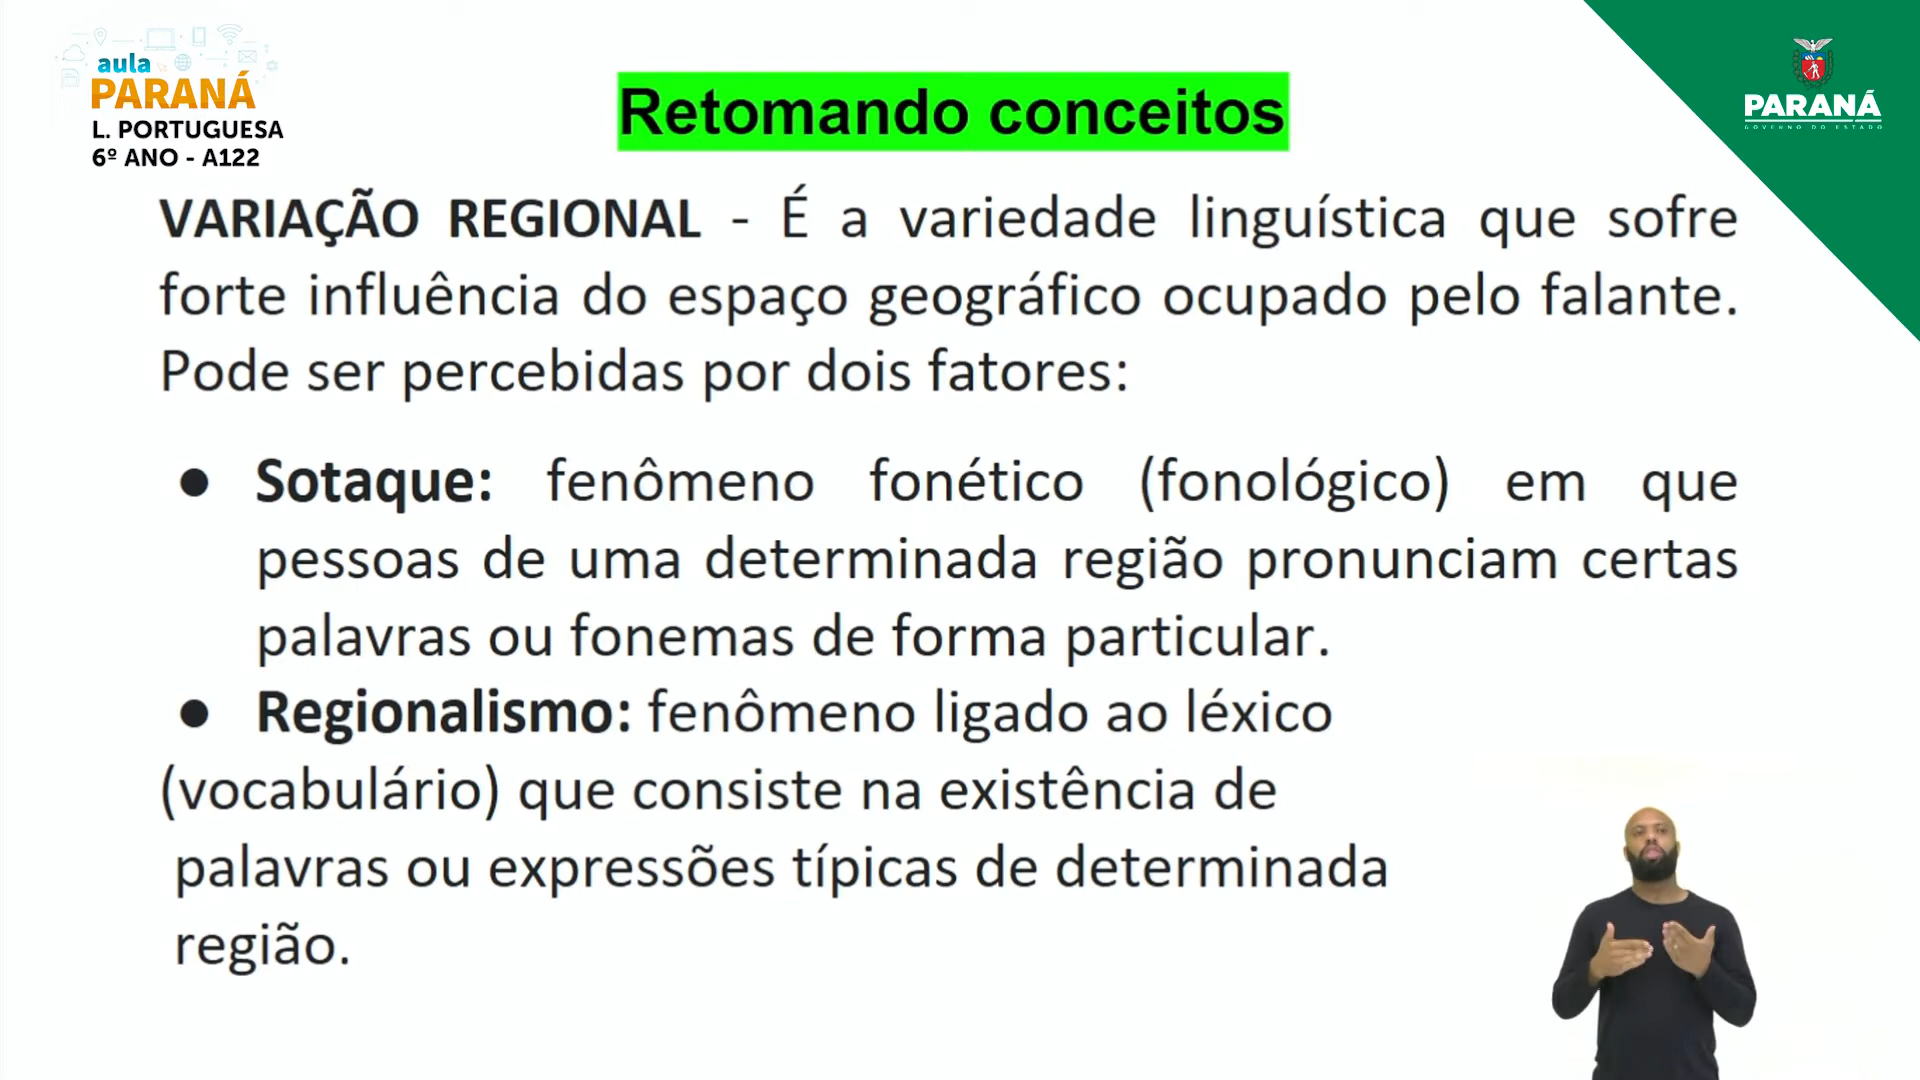 aula
PARANÁ
L. PORTUGUESA
6º ANO - A122
PARANÁ
GOVERNO DO ESTADO
Retomando conceitos
VARIAÇÃO REGIONAL - É a variedade linguística que sofre
forte influência do espaço geográfico ocupado pelo falante.
Pode ser percebidas por dois fatores:
● Sotaque: fenômeno fonético (fonológico) em que
pessoas de uma determinada região pronunciam certas
palavras ou fonemas de forma particular.
● Regionalismo: fenômeno ligado ao léxico
(vocabulário) que consiste na existência de
palavras ou expressões típicas de determinada
região.